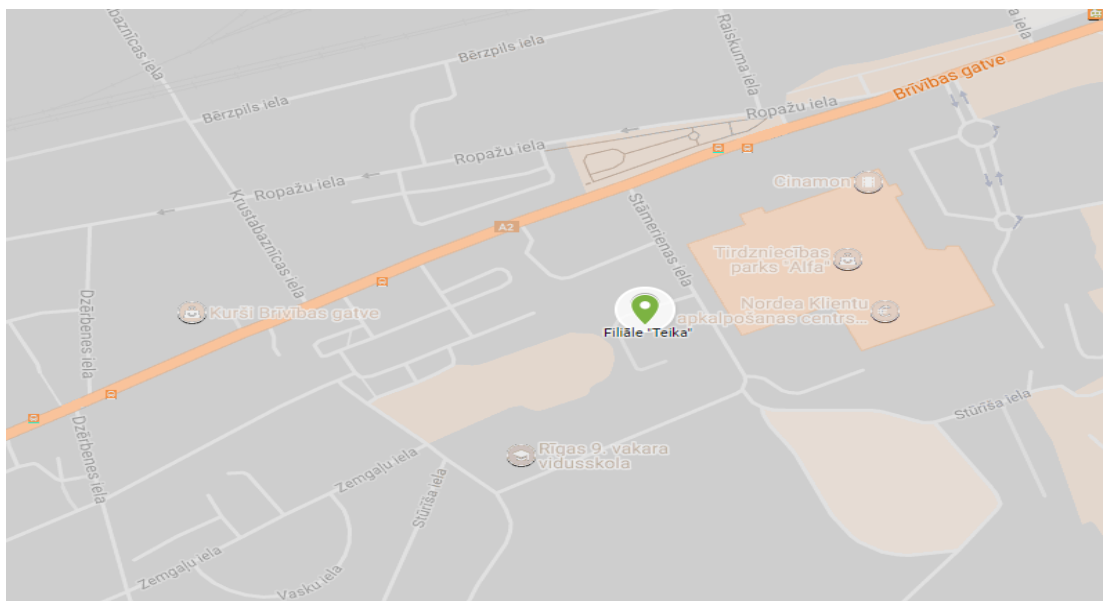 Krustabaznīcas iela
Bērzpils iela
Raiskuma iela
iela
Brīvības gatve
Bērzpils iela
Ropažu iela
Ropažu iela
Ropažu iela
Cinamon
Krustabaznīcas iela
Stāmerienas iela
A2
Tirdzniecības
parks "Alfa"
Dzērbenes iela
Kurši Brīvības gatve
Nordea Klientu
apkalpošanas centrs...
Filiāle "Teika"
Stūrīša iela
Dzērbenes iela
Rīgas 9. vakara
vidusskola
Zemgaļu iela
Stūrīša iela
Zemgaļu iela
Vasku iela